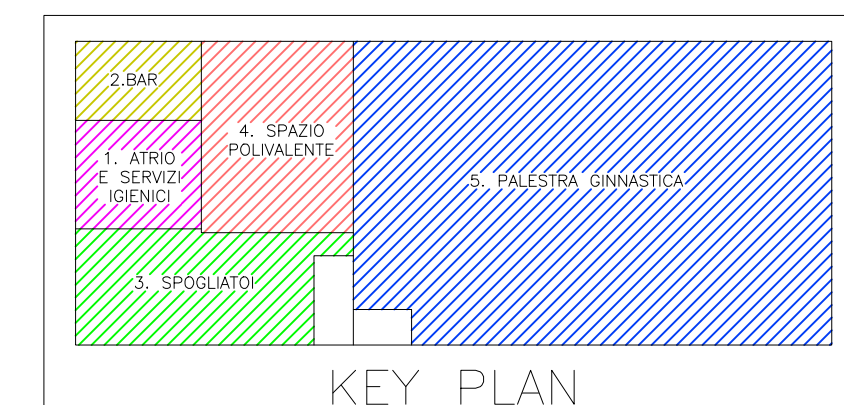 2.BAR
4. SPAZIO
POLIVALENTE
1. ATRIO
E SERVIZI
IGIENICI
5. PALESTRA GINNASTICA
3. SPOGLIATOI
KEY PLAN